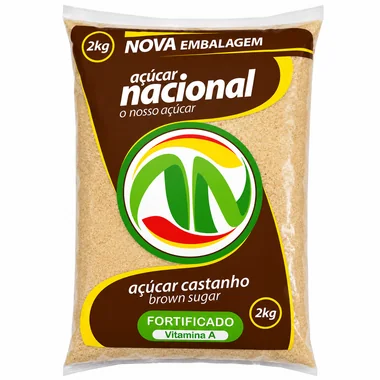 2kg
NOVA EMBALAGEM
açúcar
nacional
o nosso açúcar
açúcar castanho
brown sugar
2kg
FORTIFICADO
Vitamina A